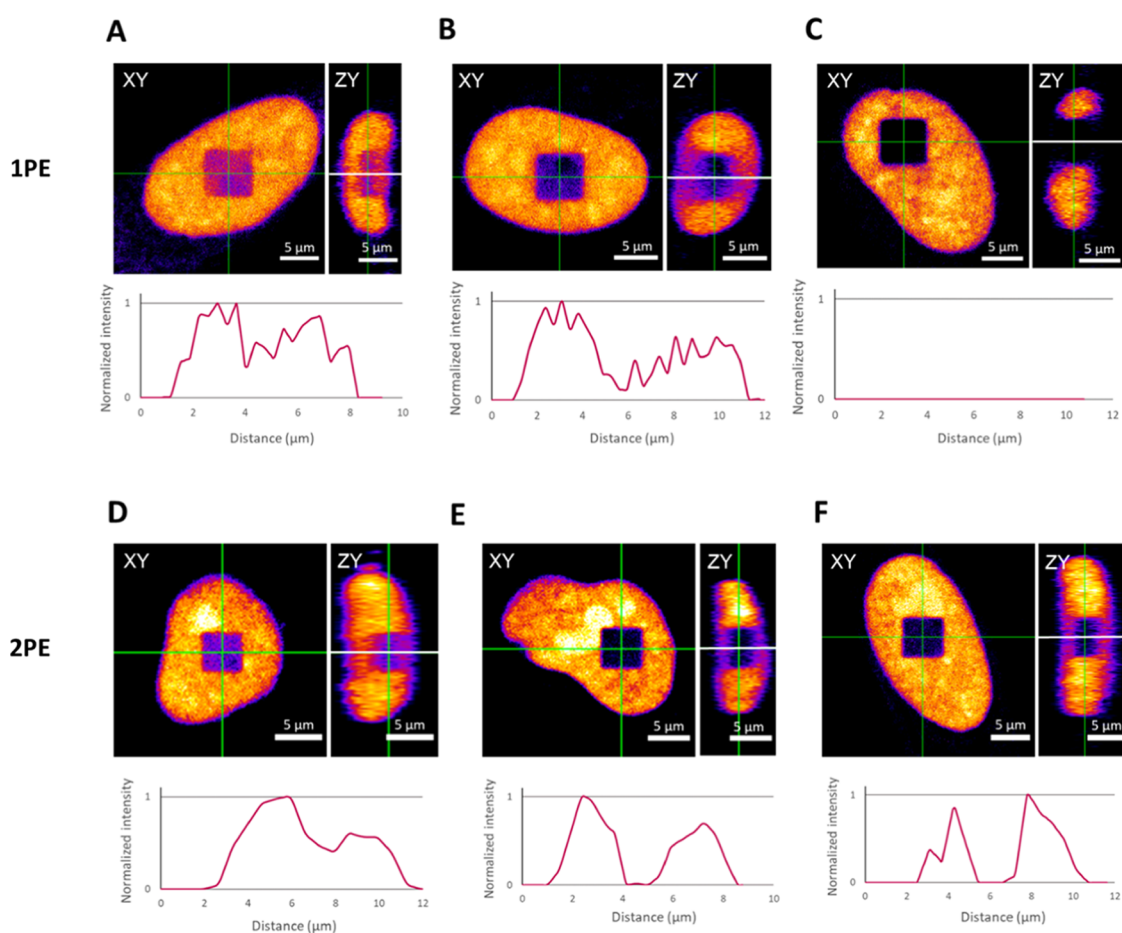 A B C
1PE
XY ZY XY ZY XY ZY
5 µm 5 µm 5 µm 5 µm 5 µm 5 µm
Normalized intensity
1
0
0 2 4 6 8 10
Distance (µm)
Normalized intensity
1
0
0 2 4 6 8 10 12
Distance (µm)
Normalized intensity
1
0
0 2 4 6 8 10 12
Distance (µm)
D E F
2PE
XY ZY XY ZY XY ZY
5 µm 5 µm 5 µm 5 µm 5 µm 5 µm
Normalized intensity
1
0
0 2 4 6 8 10 12
Distance (µm)
Normalized intensity
1
0
0 2 4 6 8 10
Distance (µm)
Normalized intensity
1
0
0 2 4 6 8 10 12
Distance (µm)